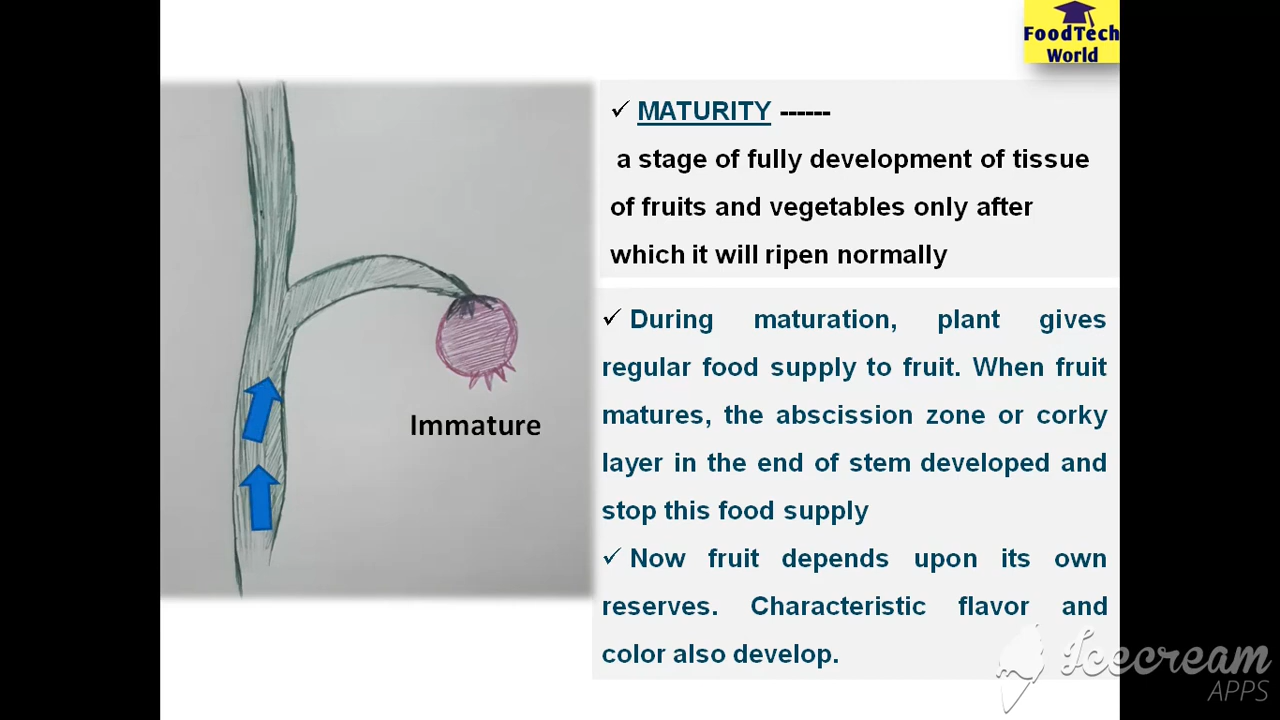 FoodTech
World
✓ MATURITY ------
a stage of fully development of tissue
of fruits and vegetables only after
which it will ripen normally
✓ During maturation, plant gives
regular food supply to fruit. When fruit
matures, the abscission zone or corky
layer in the end of stem developed and
stop this food supply
✓ Now fruit depends upon its own
reserves. Characteristic flavor and
color also develop.
Immature
Icecream
APPS